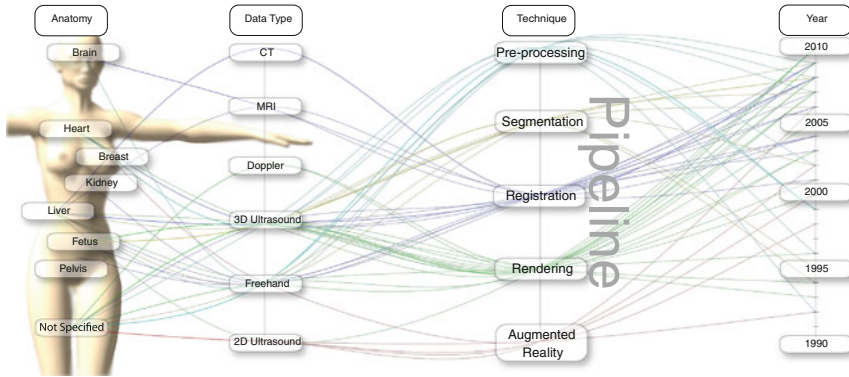 Anatomy
Data Type
Technique
Year
Brain
Heart
Breast
Kidney
Liver
Fetus
Pelvis
Not Specified
CT
MRI
Doppler
3D Ultrasound
Freehand
2D Ultrasound
Pre-processing
Segmentation
Registration
Rendering
Augmented
Reality
Pipeline
2010
2005
2000
1995
1990